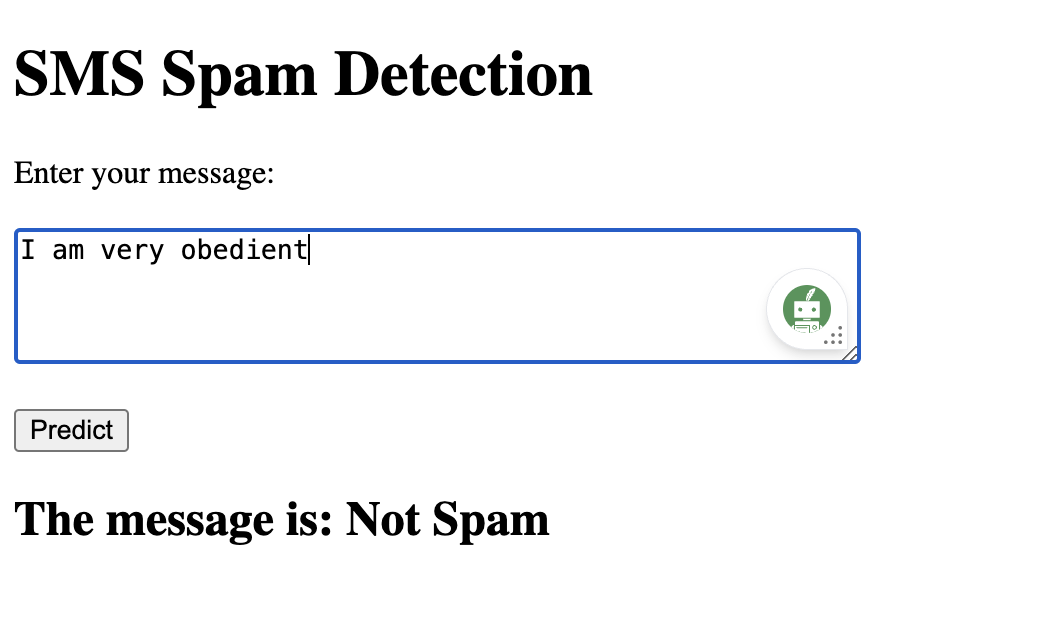 SMS Spam Detection
Enter your message:
I am very obedient
Predict
The message is: Not Spam